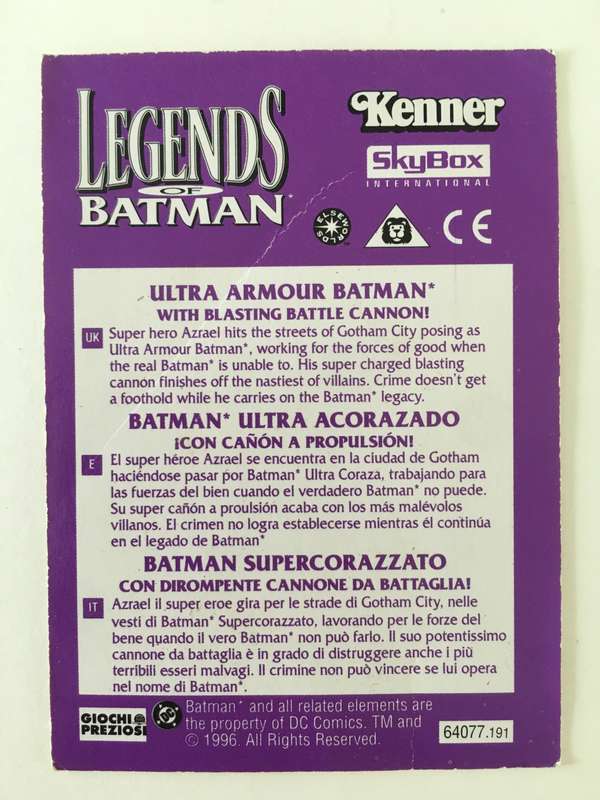 LEGENDS
OF
BATMAN*
Kenner
SkyBox
INTERNATIONAL
ELSEWORLDS
CE
ULTRA ARMOUR BATMAN*
WITH BLASTING BATTLE CANNON!
UK
Super hero Azrael hits the streets of Gotham City posing as
Ultra Armour Batman*, working for the forces of good when
the real Batman* is unable to. His super charged blasting
cannon finishes off the nastiest of villains. Crime doesn't get
a foothold while he carries on the Batman* legacy.
BATMAN* ULTRA ACORAZADO
¡CON CAÑÓN A PROPULSIÓN!
E
El super héroe Azrael se encuentra en la ciudad de Gotham
haciéndose pasar por Batman* Ultra Coraza, trabajando para
las fuerzas del bien cuando el verdadero Batman* no puede.
Su super cañón a proulsión acaba con los más malévolos
villanos. El crimen no logra establecerse mientras él continúa
en el legado de Batman*
BATMAN SUPERCORAZZATO
CON DIROMPENTE CANNONE DA BATTAGLIA!
IT
Azrael il super eroe gira per le strade di Gotham City, nelle
vesti di Batman* Supercorazzato, lavorando per le forze del
bene quando il vero Batman* non può farlo. Il suo potentissimo
cannone da battaglia è in grado di distruggere anche i più
terribili esseri malvagi. Il crimine non può vincere se lui opera
nel nome di Batman*.
GIOCHI
PREZIOSI
DC
Batman* and all related elements are
the property of DC Comics. TM and
© 1996. All Rights Reserved.
64077.191